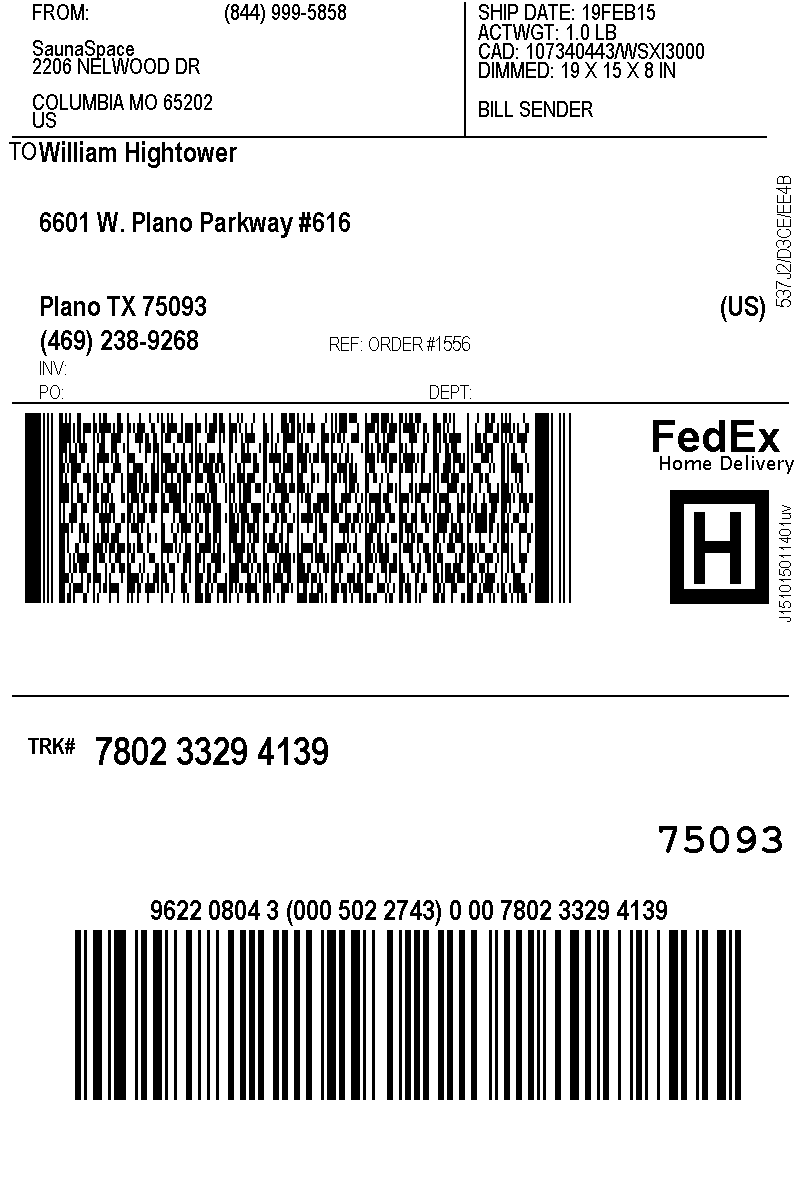 FROM: (844) 999-5858
SaunaSpace
2206 NELWOOD DR
COLUMBIA MO 65202
US
SHIP DATE: 19FEB15
ACTWGT: 1.0 LB
CAD: 107340443/WSXI3000
DIMMED: 19 X 15 X 8 IN
BILL SENDER
TO William Hightower
6601 W. Plano Parkway #616
Plano TX 75093 (US)
(469) 238-9268 REF: ORDER #1556
INV:
PO: DEPT:
537J2/D3CE/EE4B
FedEx
Home Delivery
H
J151015011401uv
TRK# 7802 3329 4139
75093
9622 0804 3 (000 502 2743) 0 00 7802 3329 4139